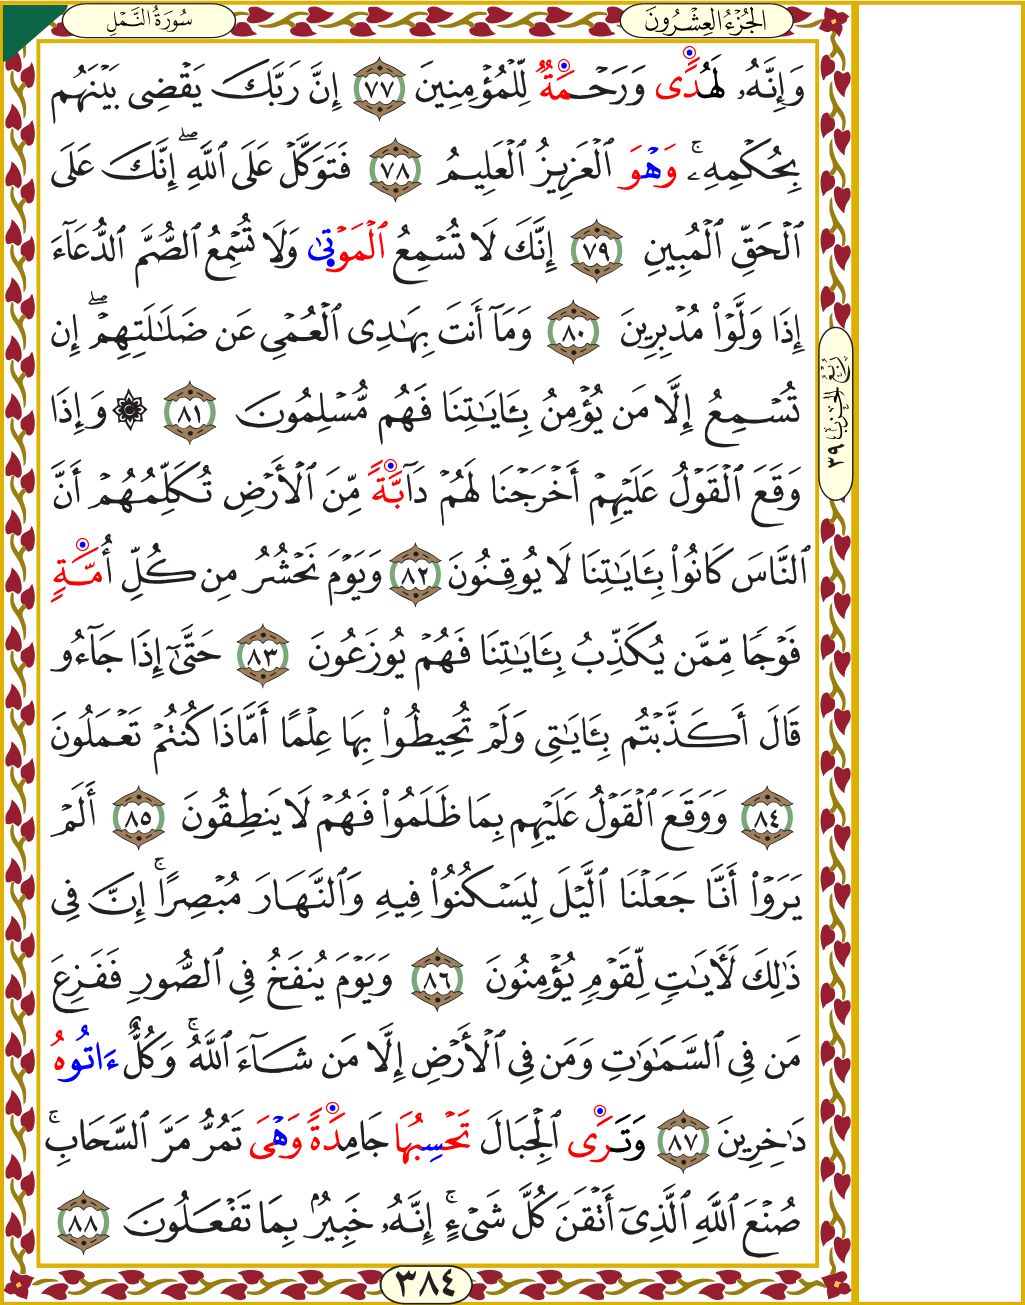 الجُزْءُ العِشْرُونَ
سُورَةُ النَّمْلِ
وَإِنَّهُۥ لَهُدًى وَرَحْمَةٌ لِّلْمُؤْمِنِينَ ٧٧ إِنَّ رَبَّكَ يَقْضِى بَيْنَهُم
بِحُكْمِهِۦۚ وَهْوَ ٱلْعَزِيزُ ٱلْعَلِيمُ ٧٨ فَتَوَكَّلْ عَلَى ٱللَّهِۖ إِنَّكَ عَلَى
ٱلْحَقِّ ٱلْمُبِينِ ٧٩ إِنَّكَ لَا تُسْمِعُ ٱلْمَوْتٜىٰ وَلَا تُسْمِعُ ٱلصُّمَّ ٱلدُّعَآءَ
إِذَا وَلَّوْا۟ مُدْبِرِينَ ٨٠ وَمَآ أَنتَ بِهَـٰدِى ٱلْعُمْىِ عَن ضَلَـٰلَتِهِمْۖ إِن
تُسْمِعُ إِلَّا مَن يُؤْمِنُ بِـَٔايَـٰتِنَا فَهُم مُّسْلِمُونَ ٨١ ۞ وَإِذَا
وَقَعَ ٱلْقَوْلُ عَلَيْهِمْ أَخْرَجْنَا لَهُمْ دَآبَّةً مِّنَ ٱلْأَرْضِ تُكَلِّمُهُمْ أَنَّ
ٱلنَّاسَ كَانُوا۟ بِـَٔايَـٰتِنَا لَا يُوقِنُونَ ٨٢ وَيَوْمَ نَحْشُرُ مِن كُلِّ أُمَّةٍ
فَوْجًا مِّمَّن يُكَذِّبُ بِـَٔايَـٰتِنَا فَهُمْ يُوزَعُونَ ٨٣ حَتَّىٰٓ إِذَا جَآءُو
قَالَ أَكَذَّبْتُم بِـَٔايَـٰتِى وَلَمْ تُحِيطُوا۟ بِهَا عِلْمًا أَمَّاذَا كُنتُمْ تَعْمَلُونَ
٨٤ وَوَقَعَ ٱلْقَوْلُ عَلَيْهِم بِمَا ظَلَمُوا۟ فَهُمْ لَا يَنطِقُونَ ٨٥ أَلَمْ
يَرَوْا۟ أَنَّا جَعَلْنَا ٱلَّيْلَ لِيَسْكُنُوا۟ فِيهِ وَٱلنَّهَارَ مُبْصِرًاۚ إِنَّ فِى
ذَٰلِكَ لَـَٔايَـٰتٍ لِّقَوْمٍ يُؤْمِنُونَ ٨٦ وَيَوْمَ يُنفَخُ فِى ٱلصُّورِ فَفَزِعَ
مَن فِى ٱلسَّمَـٰوَٰتِ وَمَن فِى ٱلْأَرْضِ إِلَّا مَن شَآءَ ٱللَّهُۚ وَكُلٌّ ءَاتُوهُ
دَٰخِرِينَ ٨٧ وَتَرَى ٱلْجِبَالَ تَحْسِبُهَا جَامِدَةً وَهْىَ تَمُرُّ مَرَّ ٱلسَّحَابِۚ
صُنْعَ ٱللَّهِ ٱلَّذِىٓ أَتْقَنَ كُلَّ شَىْءٍۚ إِنَّهُۥ خَبِيرٌۢ بِمَا تَفْعَلُونَ ٨٨
رُبْعُ الحِزْبِ ٣٩
٣٨٤